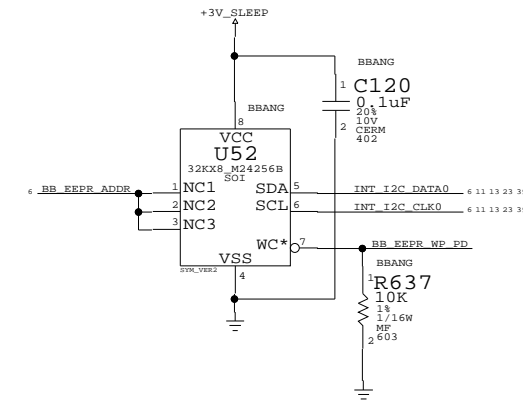 +3V_SLEEP
BBANG
1
C120
0.1uF
20%
10V
CERM
402
2
BBANG
8
VCC
U52
32KX8_M24256B
SOI
6 BB_EEPR_ADDR
1 NC1
2 NC2
3 NC3
SDA 5 INT_I2C_DATA0 6 11 13 23 39
SCL 6 INT_I2C_CLK0 6 11 13 23 39
WC* 7 BB_EEPR_WP_PD
VSS
SYM_VER2
4
BBANG
1
R637
10K
1%
1/16W
MF
603
2